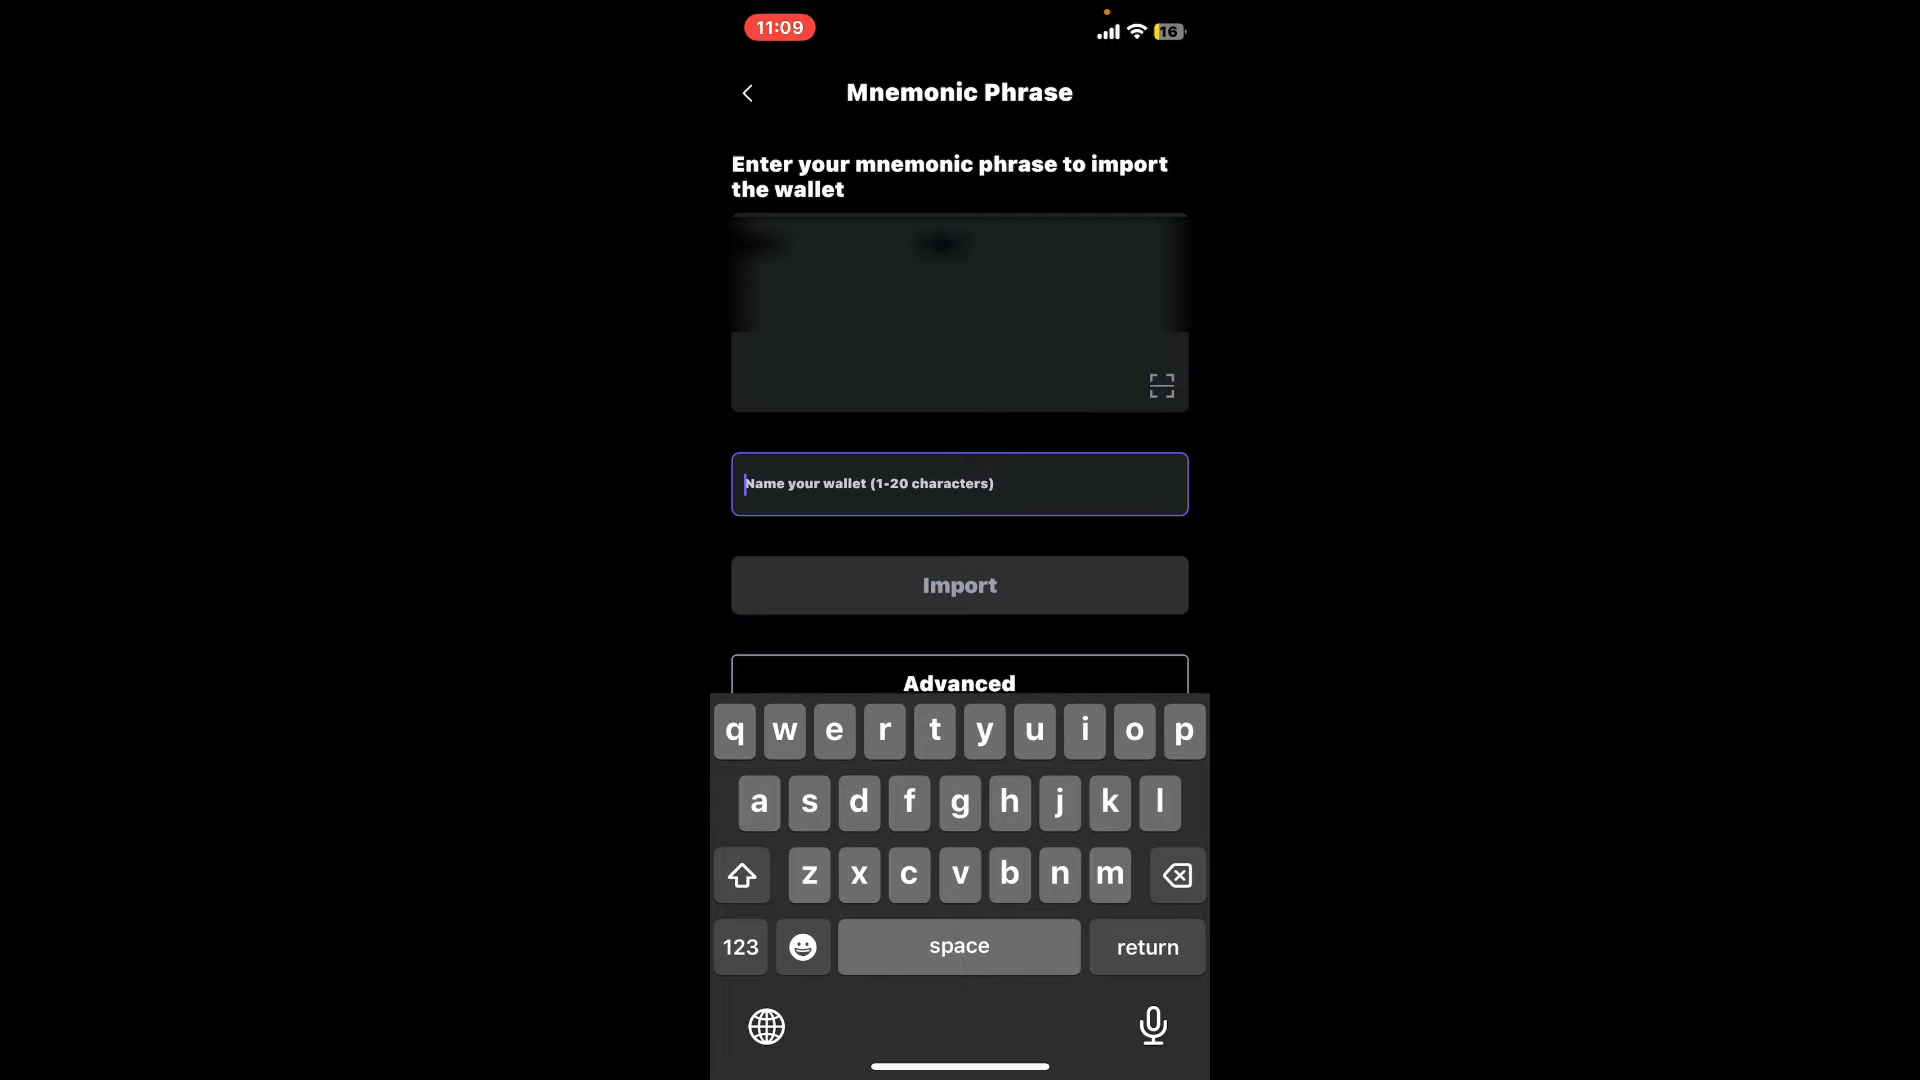 11:09
16
Mnemonic Phrase
Enter your mnemonic phrase to import
the wallet
Name your wallet (1-20 characters)
Import
Advanced
q w e r t y u i o p
a s d f g h j k l
z x c v b n m
123 space return